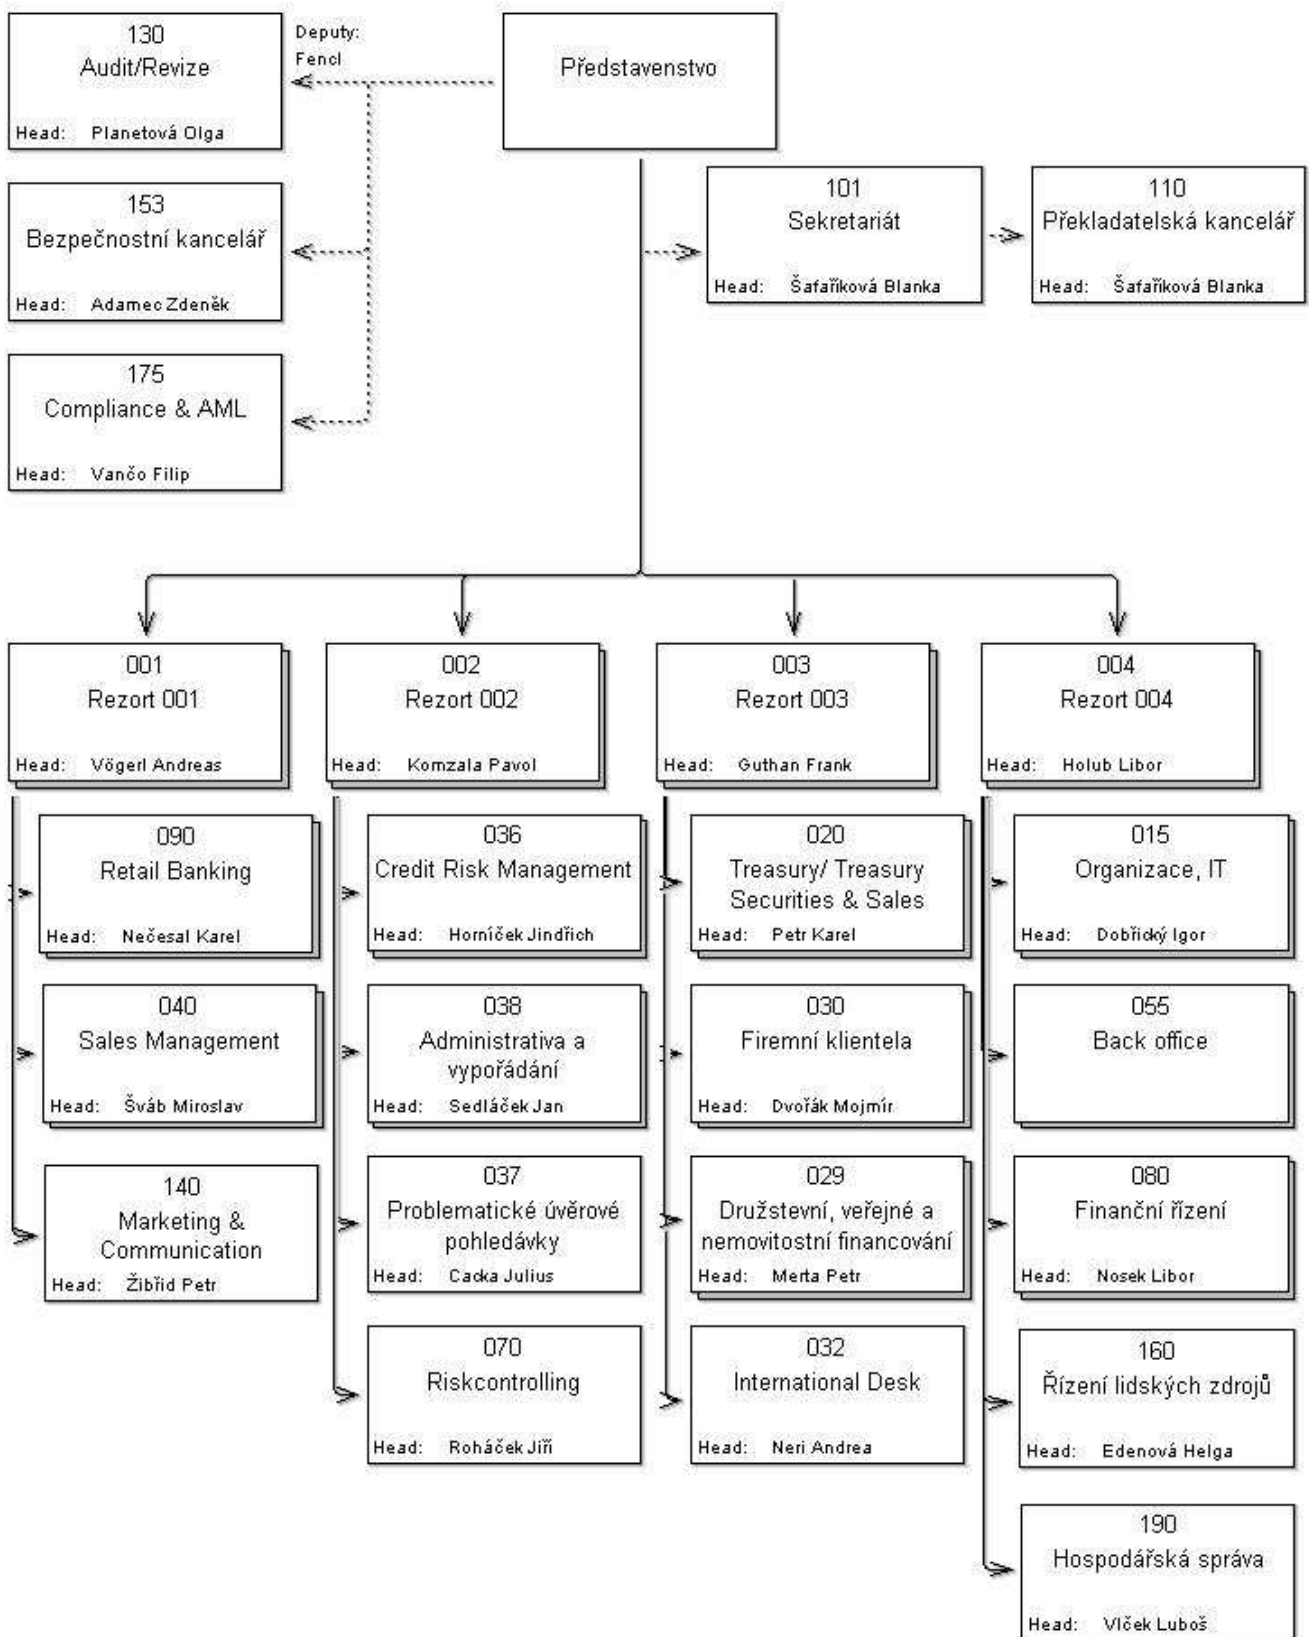 130
Audit/Revize
Head: Planetová Olga
Deputy:
Fencl
Představenstvo
153
Bezpečnostní kancelář
Head: Adamec Zdeněk
101
Sekretariát
Head: Šafaříková Blanka
110
Překladatelská kancelář
Head: Šafaříková Blanka
175
Compliance & AML
Head: Vančo Filip
001
Rezort 001
Head: Vögerl Andreas
002
Rezort 002
Head: Komzala Pavol
003
Rezort 003
Head: Guthan Frank
004
Rezort 004
Head: Holub Libor
090
Retail Banking
Head: Nečesal Karel
040
Sales Management
Head: Šváb Miroslav
140
Marketing &
Communication
Head: Žibřid Petr
036
Credit Risk Management
Head: Horníček Jindřich
038
Administrativa a
vypořádání
Head: Sedláček Jan
037
Problematické úvěrové
pohledávky
Head: Cacka Julius
070
Riskcontrolling
Head: Roháček Jiří
020
Treasury/ Treasury
Securities & Sales
Head: Petr Karel
030
Firemní klientela
Head: Dvořák Mojmír
029
Družstevní, veřejné a
nemovitostní financování
Head: Merta Petr
032
International Desk
Head: Neri Andrea
015
Organizace, IT
Head: Dobřický Igor
055
Back office
080
Finanční řízení
Head: Nosek Libor
160
Řízení lidských zdrojů
Head: Edenová Helga
190
Hospodářská správa
Head: Vlček Luboš